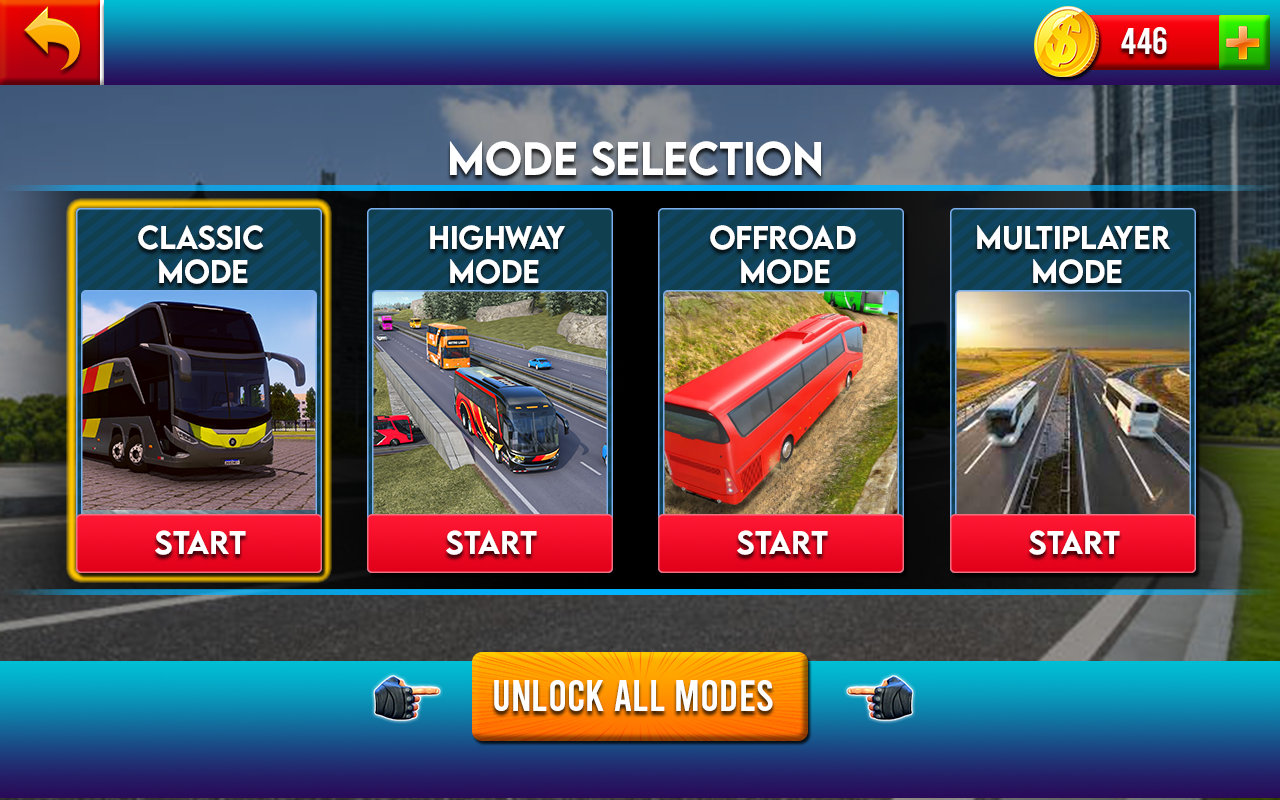 446
MODE SELECTION
CLASSIC
MODE
HIGHWAY
MODE
OFFROAD
MODE
MULTIPLAYER
MODE
START
START
START
START
UNLOCK ALL MODES